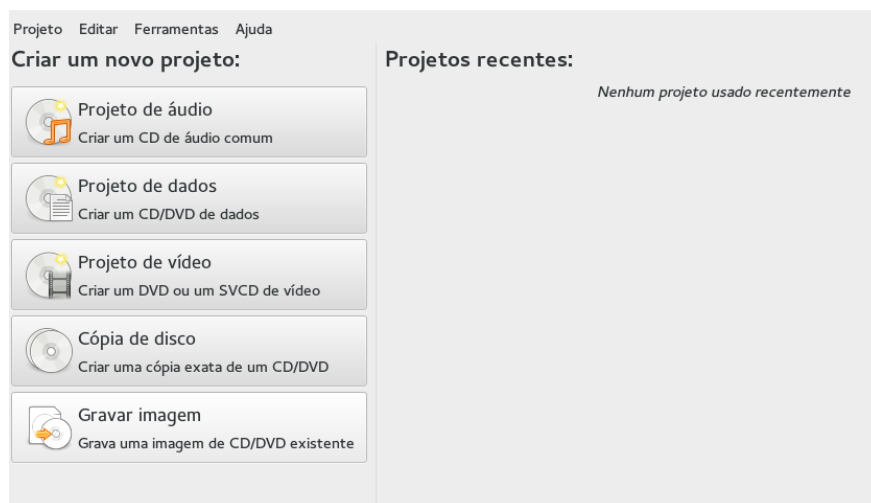 Projeto Editar Ferramentas Ajuda
Criar um novo projeto:
Projeto de áudio
Criar um CD de áudio comum
Projeto de dados
Criar um CD/DVD de dados
Projeto de vídeo
Criar um DVD ou um SVCD de vídeo
Cópia de disco
Criar uma cópia exata de um CD/DVD
Gravar imagem
Grava uma imagem de CD/DVD existente
Projetos recentes:
Nenhum projeto usado recentemente